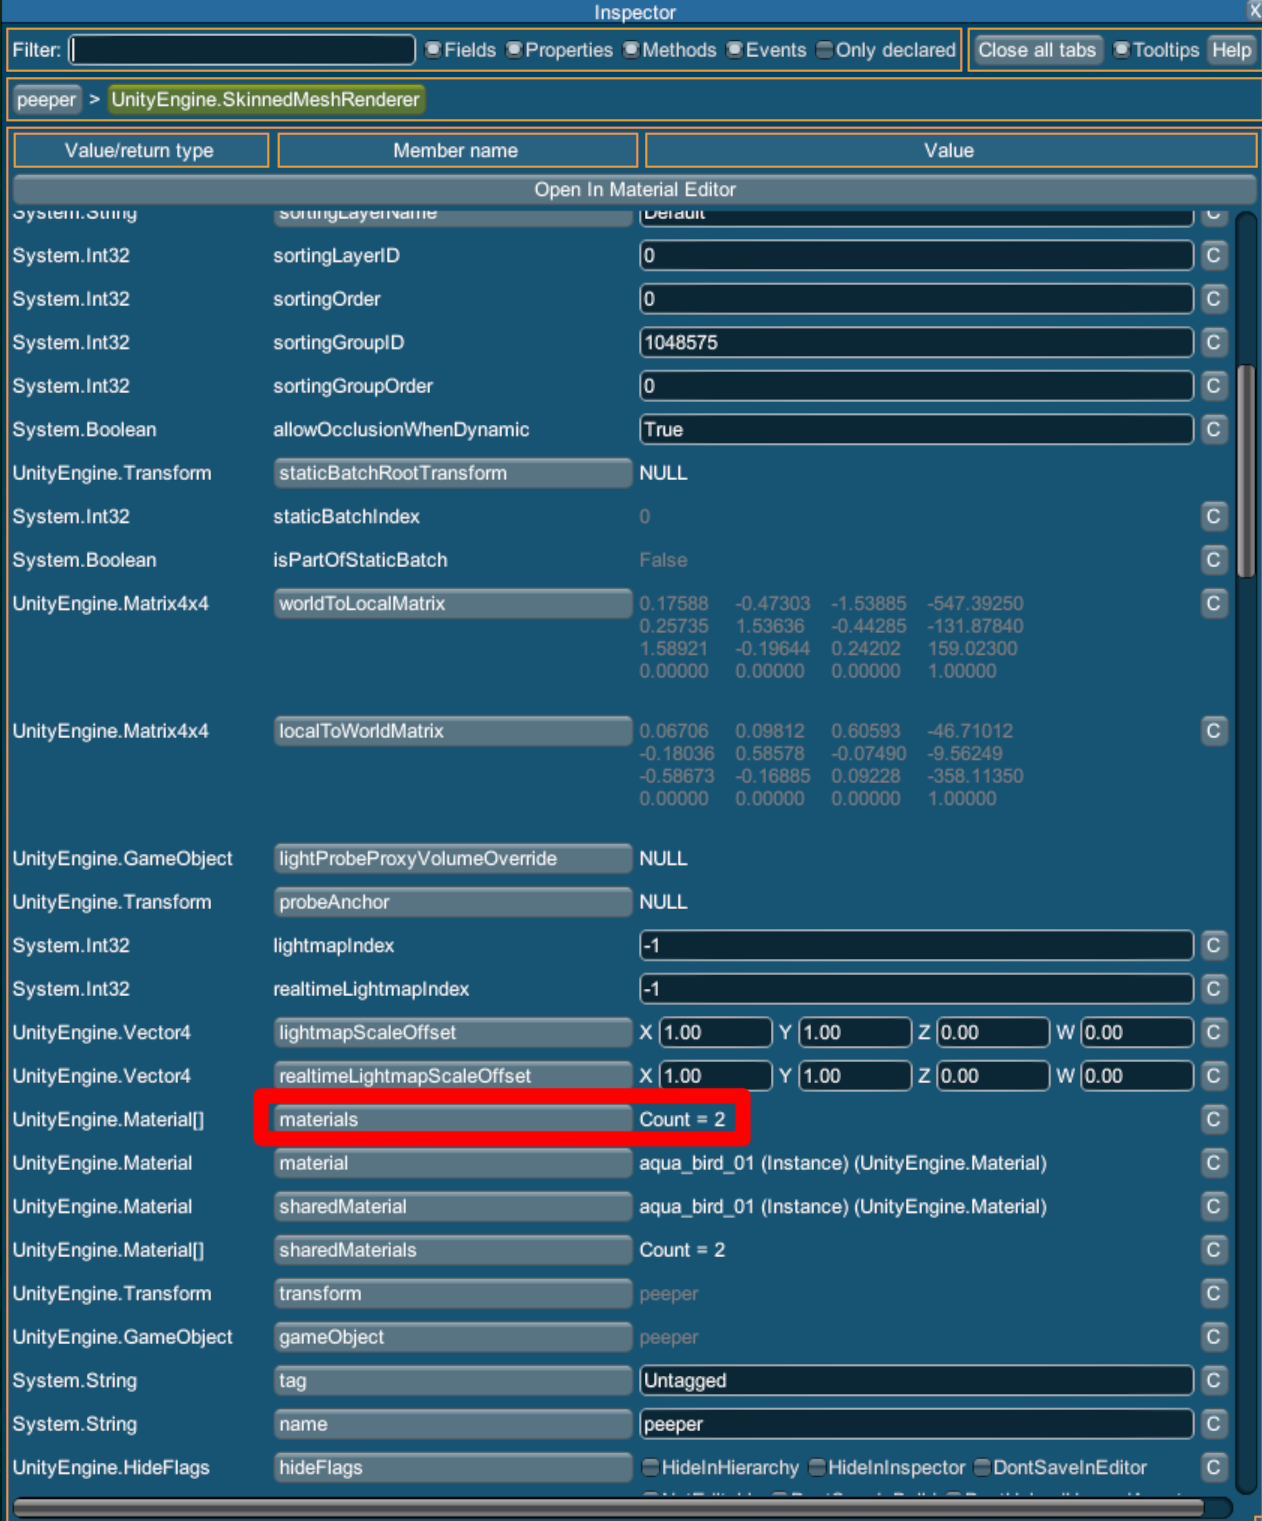 Inspector
X
Filter: Fields Properties Methods Events Only declared Close all tabs Tooltips Help
peeper > UnityEngine.SkinnedMeshRenderer
Value/return type Member name Value
Open In Material Editor
System.String sortingLayerName Default C
System.Int32 sortingLayerID 0 C
System.Int32 sortingOrder 0 C
System.Int32 sortingGroupID 1048575 C
System.Int32 sortingGroupOrder 0 C
System.Boolean allowOcclusionWhenDynamic True C
UnityEngine.Transform staticBatchRootTransform NULL
System.Int32 staticBatchIndex 0 C
System.Boolean isPartOfStaticBatch False C
UnityEngine.Matrix4x4 worldToLocalMatrix 0.17588 -0.47303 -1.53885 -547.39250 C
0.25735 1.53636 -0.44285 -131.87840
1.58921 -0.19644 0.24202 159.02300
0.00000 0.00000 0.00000 1.00000
UnityEngine.Matrix4x4 localToWorldMatrix 0.06706 0.09812 0.60593 -46.71012 C
-0.18036 0.58578 -0.07490 -9.56249
-0.58673 -0.16885 0.09228 -358.11350
0.00000 0.00000 0.00000 1.00000
UnityEngine.GameObject lightProbeProxyVolumeOverride NULL
UnityEngine.Transform probeAnchor NULL
System.Int32 lightmapIndex -1 C
System.Int32 realtimeLightmapIndex -1 C
UnityEngine.Vector4 lightmapScaleOffset X 1.00 Y 1.00 Z 0.00 W 0.00 C
UnityEngine.Vector4 realtimeLightmapScaleOffset X 1.00 Y 1.00 Z 0.00 W 0.00 C
UnityEngine.Material[] materials Count = 2 C
UnityEngine.Material material aqua_bird_01 (Instance) (UnityEngine.Material) C
UnityEngine.Material sharedMaterial aqua_bird_01 (Instance) (UnityEngine.Material) C
UnityEngine.Material[] sharedMaterials Count = 2 C
UnityEngine.Transform transform peeper C
UnityEngine.GameObject gameObject peeper C
System.String tag Untagged C
System.String name peeper C
UnityEngine.HideFlags hideFlags HideInHierarchy HideInInspector DontSaveInEditor C